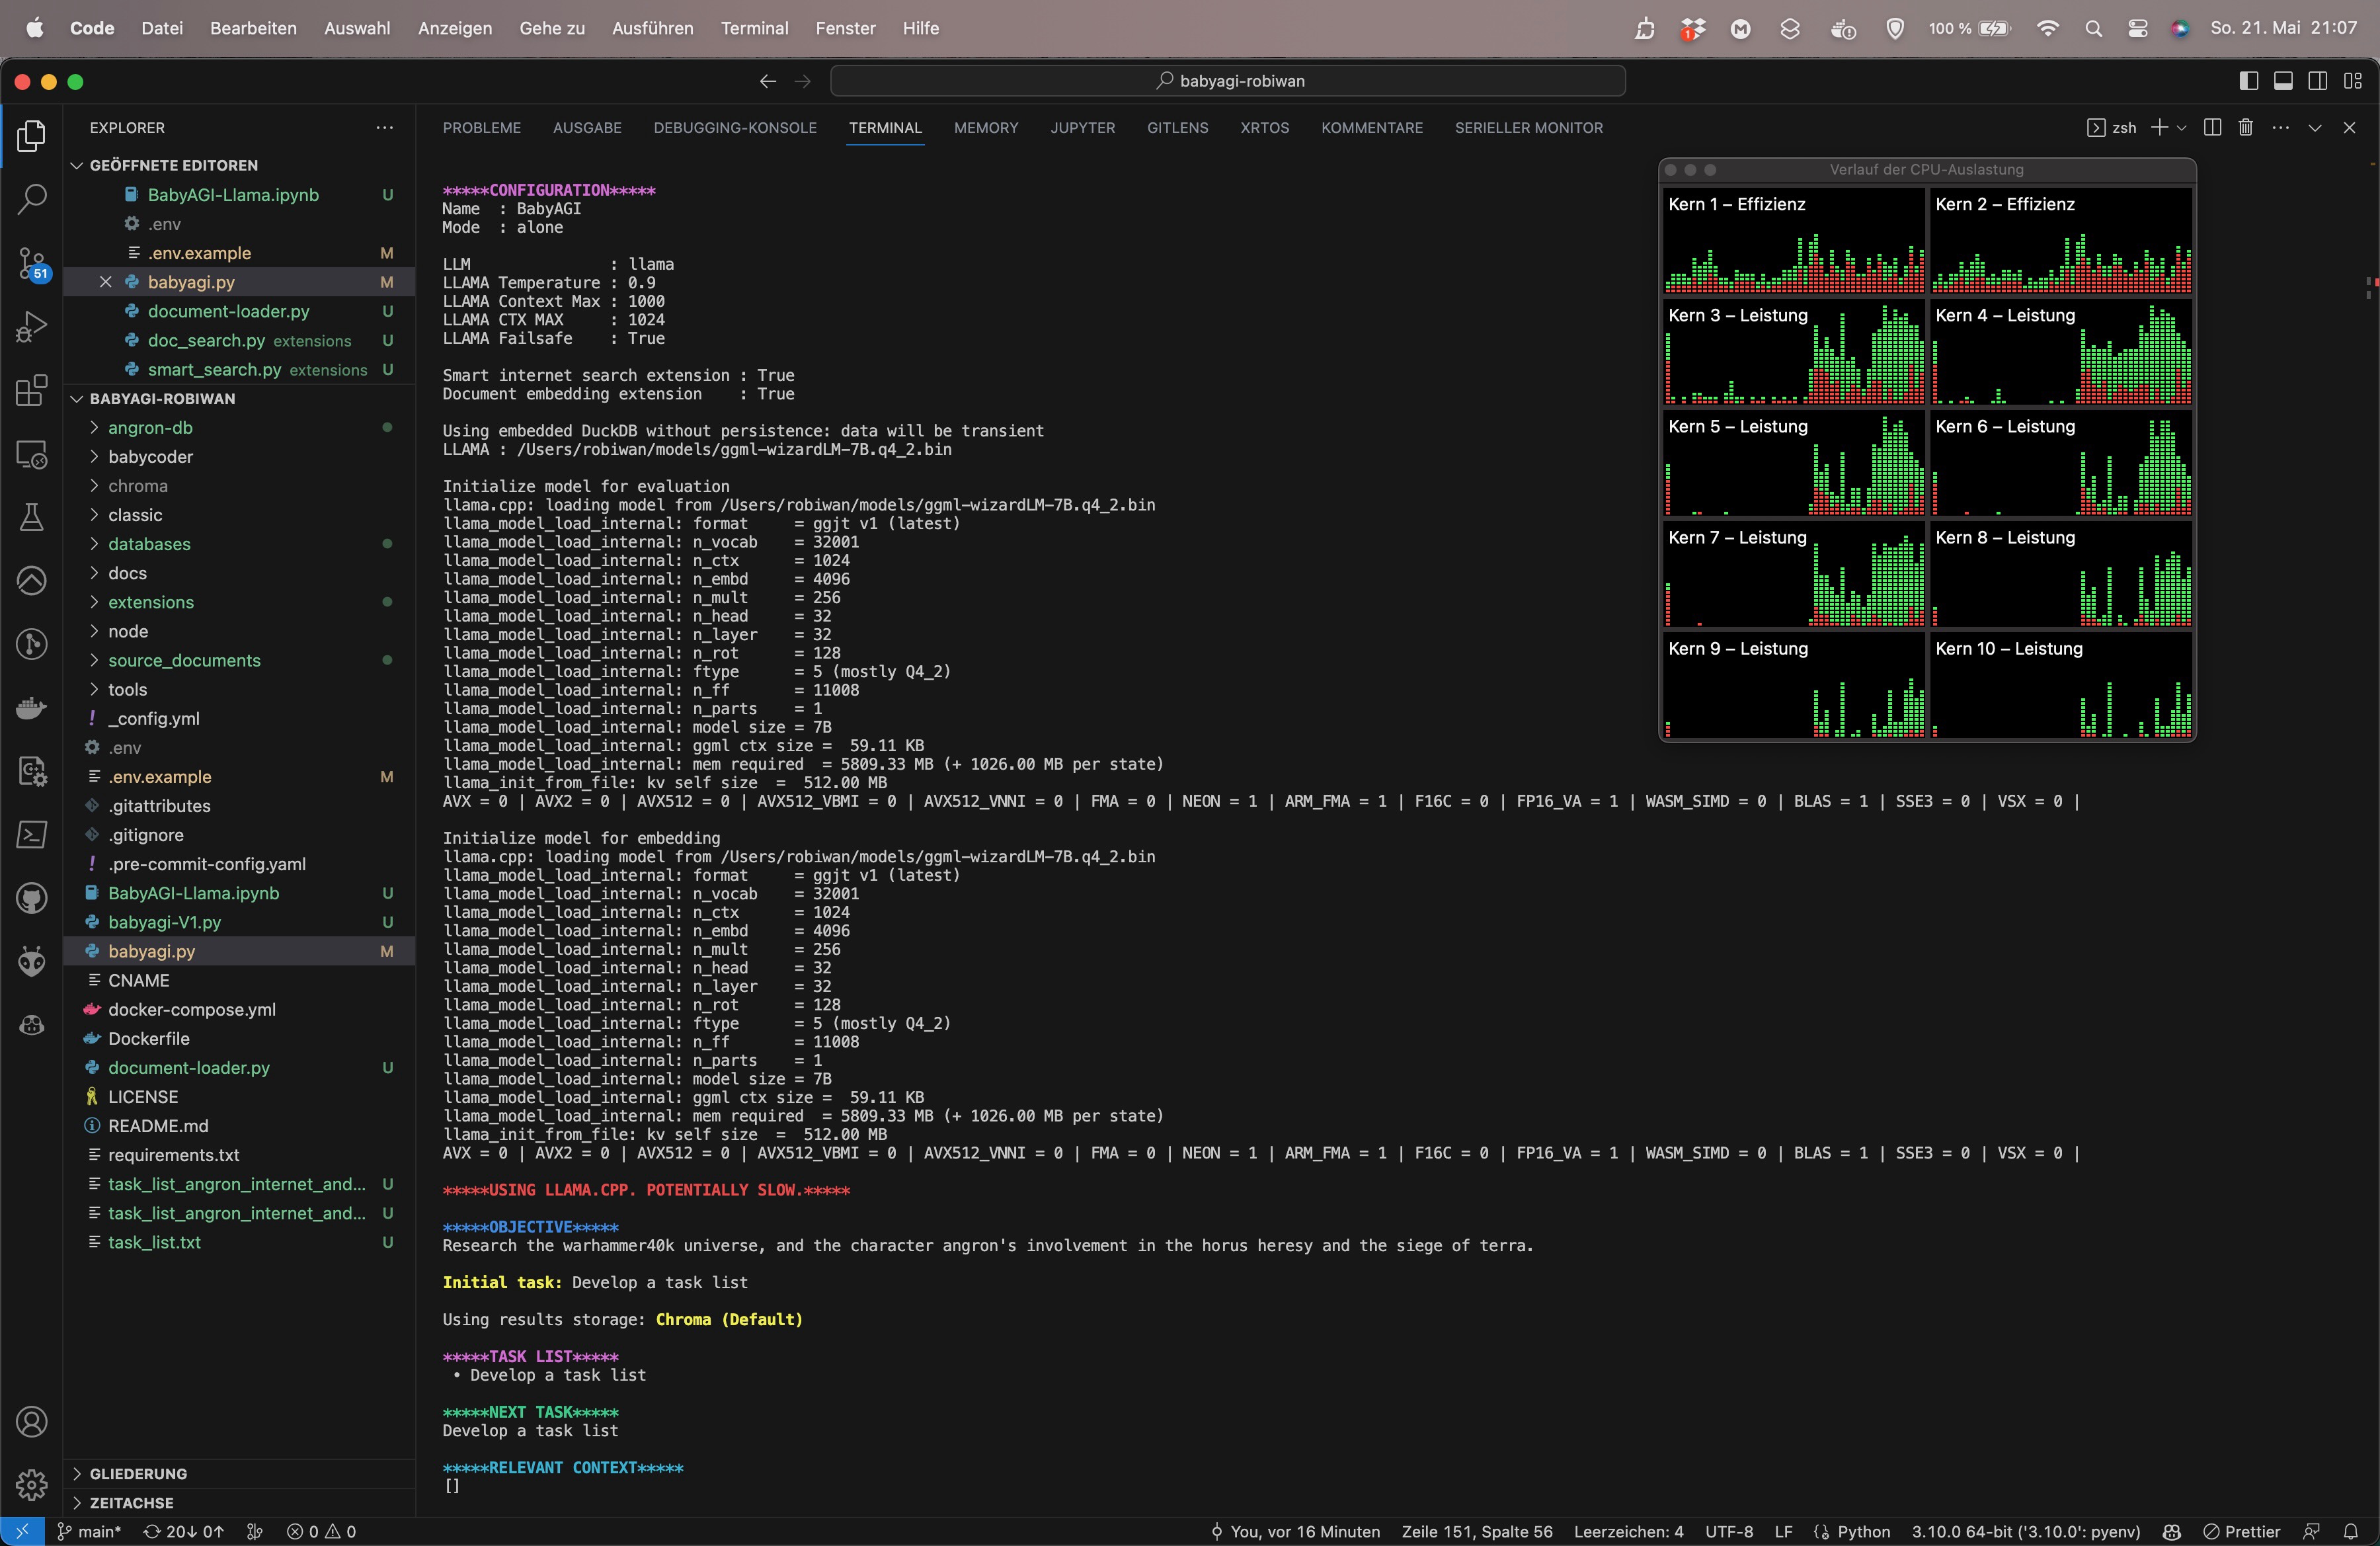 Code Datei Bearbeiten Auswahl Anzeigen Gehe zu Ausführen Terminal Fenster Hilfe
1
100 %
So. 21. Mai 21:07
babyagi-robiwan
EXPLORER
GEÖFFNETE EDITOREN
BabyAGI-Llama.ipynb U
.env
.env.example M
babyagi.py M
document-loader.py U
doc_search.py extensions U
smart_search.py extensions U
51
BABYAGI-ROBIWAN
angron-db
babycoder
chroma
classic
databases
docs
extensions
node
source_documents
tools
_config.yml
.env
.env.example M
.gitattributes
.gitignore
.pre-commit-config.yaml
BabyAGI-Llama.ipynb U
babyagi-V1.py U
babyagi.py M
CNAME
docker-compose.yml
Dockerfile
document-loader.py U
LICENSE
README.md
requirements.txt
task_list_angron_internet_and... U
task_list_angron_internet_and... U
task_list.txt U
GLIEDERUNG
ZEITACHSE
PROBLEME AUSGABE DEBUGGING-KONSOLE TERMINAL MEMORY JUPYTER GITLENS XRTOS KOMMENTARE SERIELLER MONITOR
zsh
*****CONFIGURATION*****
Name : BabyAGI
Mode : alone
LLM : llama
LLAMA Temperature : 0.9
LLAMA Context Max : 1000
LLAMA CTX MAX : 1024
LLAMA Failsafe : True
Smart internet search extension : True
Document embedding extension : True
Using embedded DuckDB without persistence: data will be transient
LLAMA : /Users/robiwan/models/ggml-wizardLM-7B.q4_2.bin
Initialize model for evaluation
llama.cpp: loading model from /Users/robiwan/models/ggml-wizardLM-7B.q4_2.bin
llama_model_load_internal: format = ggjt v1 (latest)
llama_model_load_internal: n_vocab = 32001
llama_model_load_internal: n_ctx = 1024
llama_model_load_internal: n_embd = 4096
llama_model_load_internal: n_mult = 256
llama_model_load_internal: n_head = 32
llama_model_load_internal: n_layer = 32
llama_model_load_internal: n_rot = 128
llama_model_load_internal: ftype = 5 (mostly Q4_2)
llama_model_load_internal: n_ff = 11008
llama_model_load_internal: n_parts = 1
llama_model_load_internal: model size = 7B
llama_model_load_internal: ggml ctx size = 59.11 KB
llama_model_load_internal: mem required = 5809.33 MB (+ 1026.00 MB per state)
llama_init_from_file: kv self size = 512.00 MB
AVX = 0 | AVX2 = 0 | AVX512 = 0 | AVX512_VBMI = 0 | AVX512_VNNI = 0 | FMA = 0 | NEON = 1 | ARM_FMA = 1 | F16C = 0 | FP16_VA = 1 | WASM_SIMD = 0 | BLAS = 1 | SSE3 = 0 | VSX = 0 |
Initialize model for embedding
llama.cpp: loading model from /Users/robiwan/models/ggml-wizardLM-7B.q4_2.bin
llama_model_load_internal: format = ggjt v1 (latest)
llama_model_load_internal: n_vocab = 32001
llama_model_load_internal: n_ctx = 1024
llama_model_load_internal: n_embd = 4096
llama_model_load_internal: n_mult = 256
llama_model_load_internal: n_head = 32
llama_model_load_internal: n_layer = 32
llama_model_load_internal: n_rot = 128
llama_model_load_internal: ftype = 5 (mostly Q4_2)
llama_model_load_internal: n_ff = 11008
llama_model_load_internal: n_parts = 1
llama_model_load_internal: model size = 7B
llama_model_load_internal: ggml ctx size = 59.11 KB
llama_model_load_internal: mem required = 5809.33 MB (+ 1026.00 MB per state)
llama_init_from_file: kv self size = 512.00 MB
AVX = 0 | AVX2 = 0 | AVX512 = 0 | AVX512_VBMI = 0 | AVX512_VNNI = 0 | FMA = 0 | NEON = 1 | ARM_FMA = 1 | F16C = 0 | FP16_VA = 1 | WASM_SIMD = 0 | BLAS = 1 | SSE3 = 0 | VSX = 0 |
*****USING LLAMA.CPP. POTENTIALLY SLOW.*****
*****OBJECTIVE*****
Research the warhammer40k universe, and the character angron's involvement in the horus heresy and the siege of terra.
Initial task: Develop a task list
Using results storage: Chroma (Default)
*****TASK LIST*****
• Develop a task list
*****NEXT TASK*****
Develop a task list
*****RELEVANT CONTEXT*****
[]
Verlauf der CPU-Auslastung
Kern 1 – Effizienz
Kern 2 – Effizienz
Kern 3 – Leistung
Kern 4 – Leistung
Kern 5 – Leistung
Kern 6 – Leistung
Kern 7 – Leistung
Kern 8 – Leistung
Kern 9 – Leistung
Kern 10 – Leistung
main* 20↓ 0↑ 0 0
You, vor 16 Minuten Zeile 151, Spalte 56 Leerzeichen: 4 UTF-8 LF Python 3.10.0 64-bit ('3.10.0': pyenv) Prettier